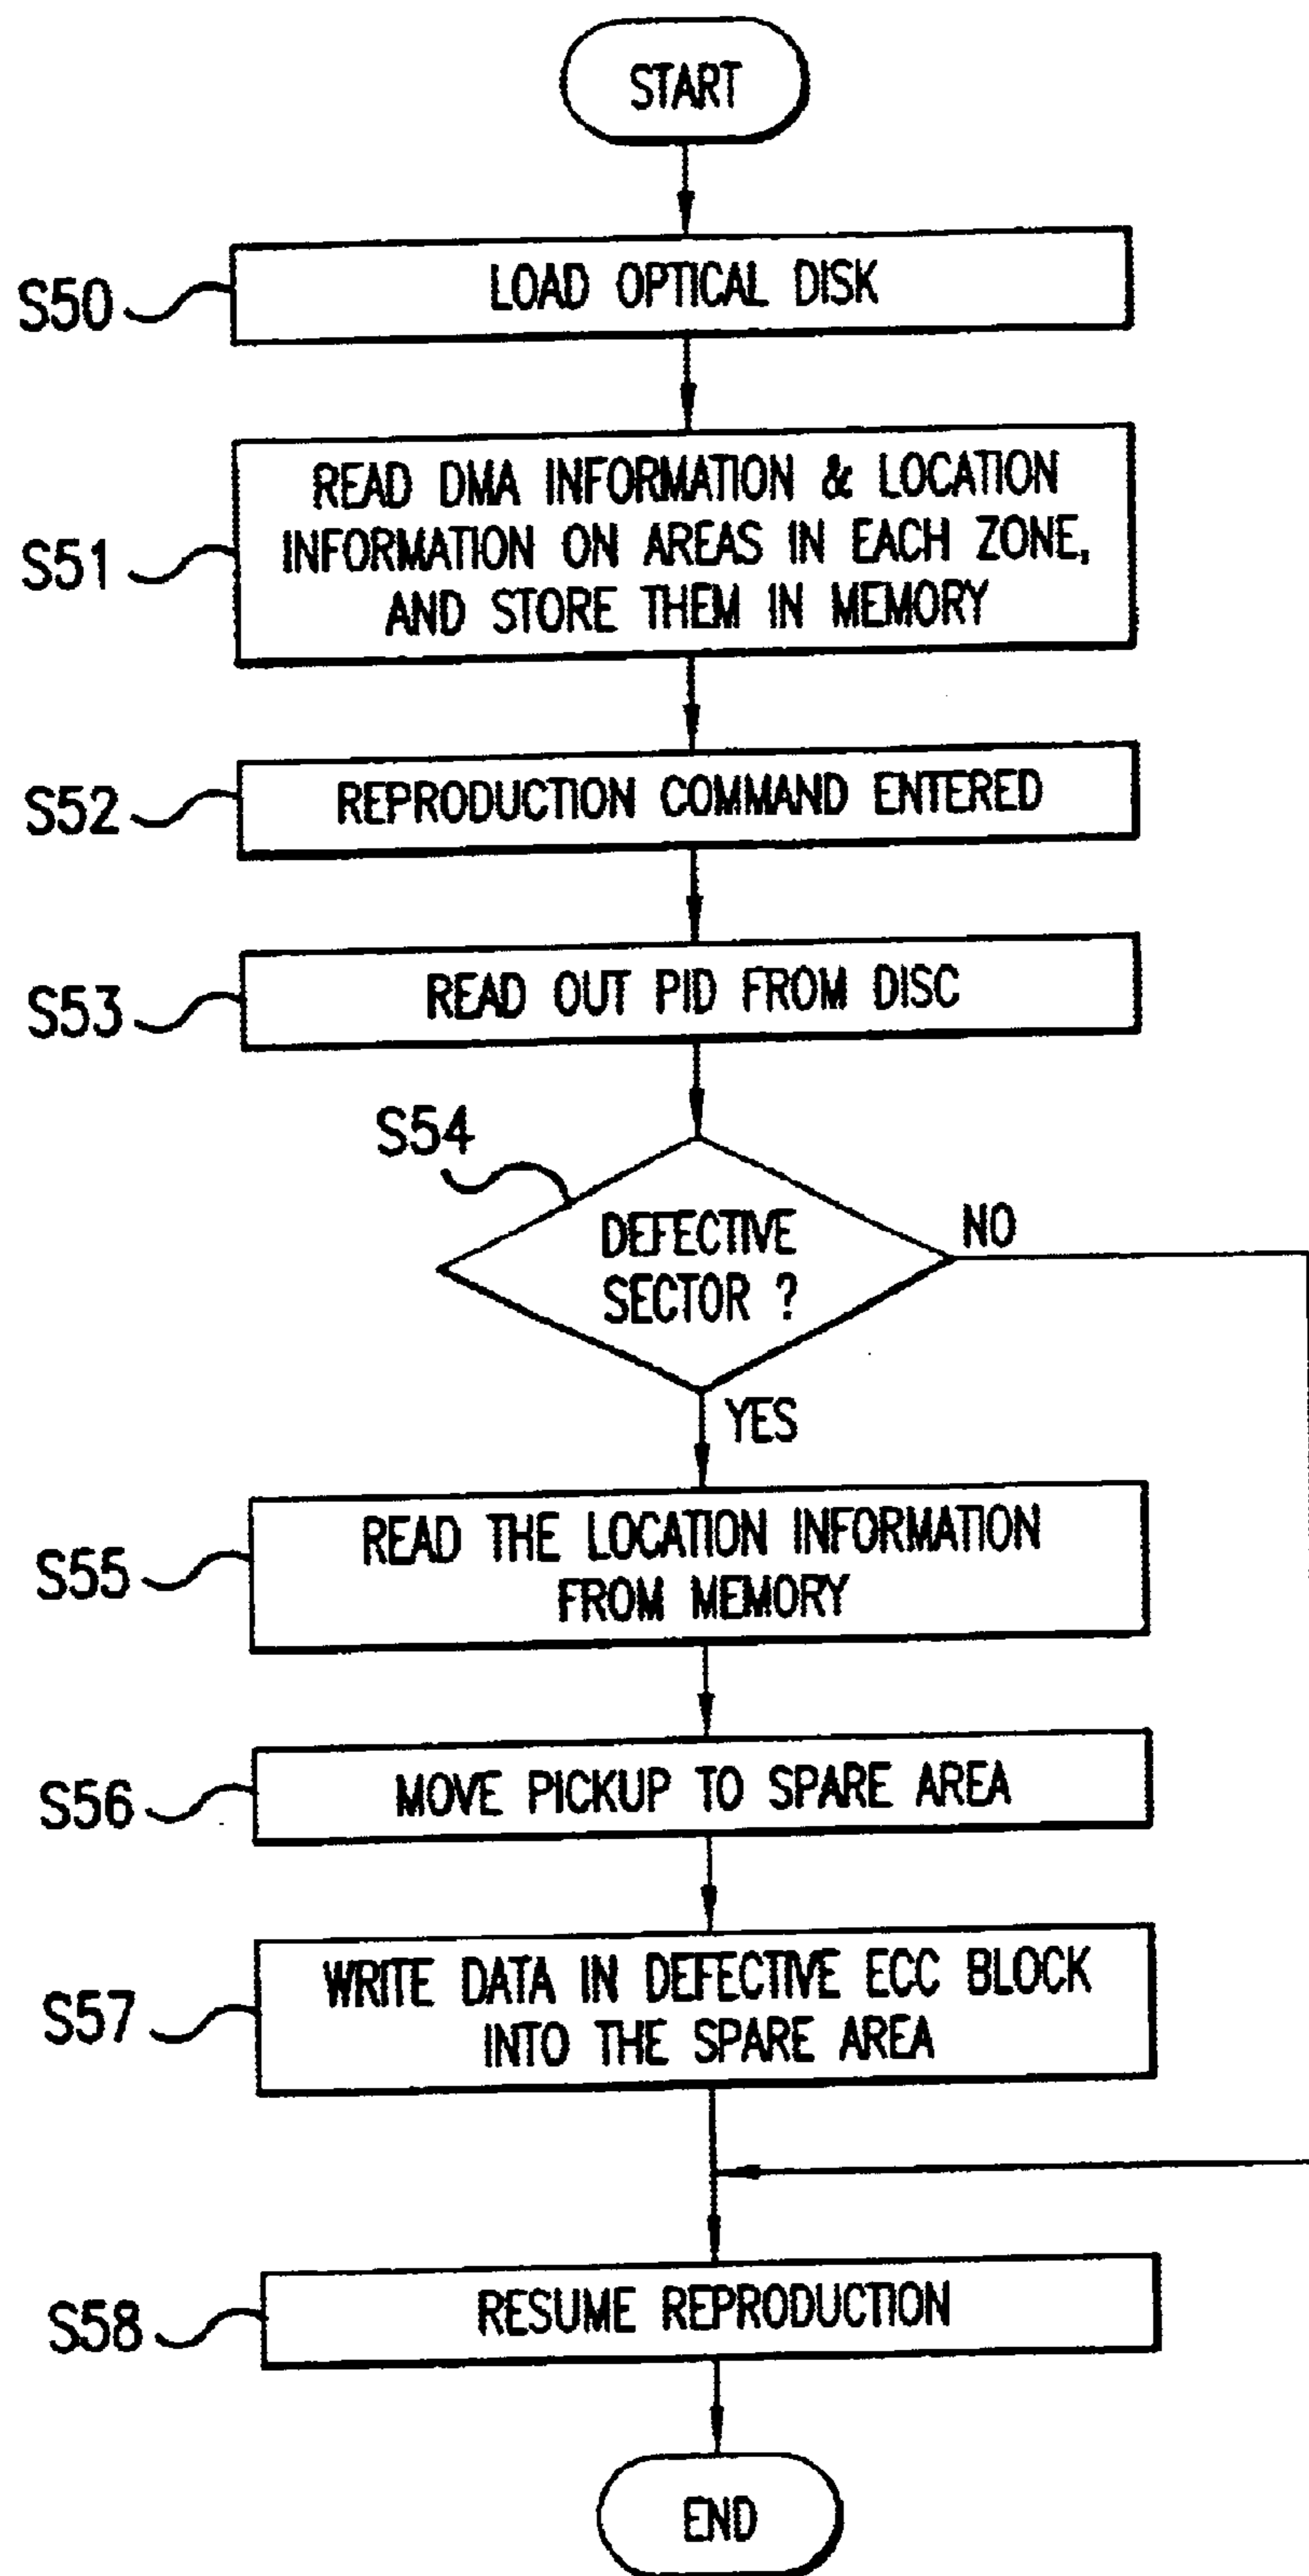 START
S50
LOAD OPTICAL DISK
S51
READ DMA INFORMATION & LOCATION
INFORMATION ON AREAS IN EACH ZONE,
AND STORE THEM IN MEMORY
S52
REPRODUCTION COMMAND ENTERED
S53
READ OUT PID FROM DISC
S54
DEFECTIVE
SECTOR ?
NO
YES
S55
READ THE LOCATION INFORMATION
FROM MEMORY
S56
MOVE PICKUP TO SPARE AREA
S57
WRITE DATA IN DEFECTIVE ECC BLOCK
INTO THE SPARE AREA
S58
RESUME REPRODUCTION
END